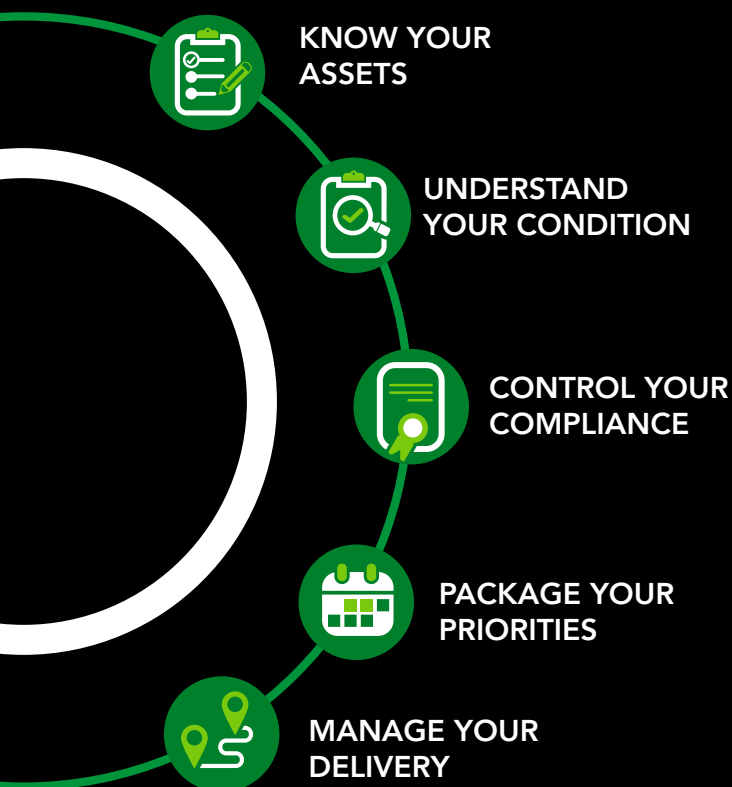 KNOW YOUR
ASSETS
UNDERSTAND
YOUR CONDITION
CONTROL YOUR
COMPLIANCE
PACKAGE YOUR
PRIORITIES
MANAGE YOUR
DELIVERY